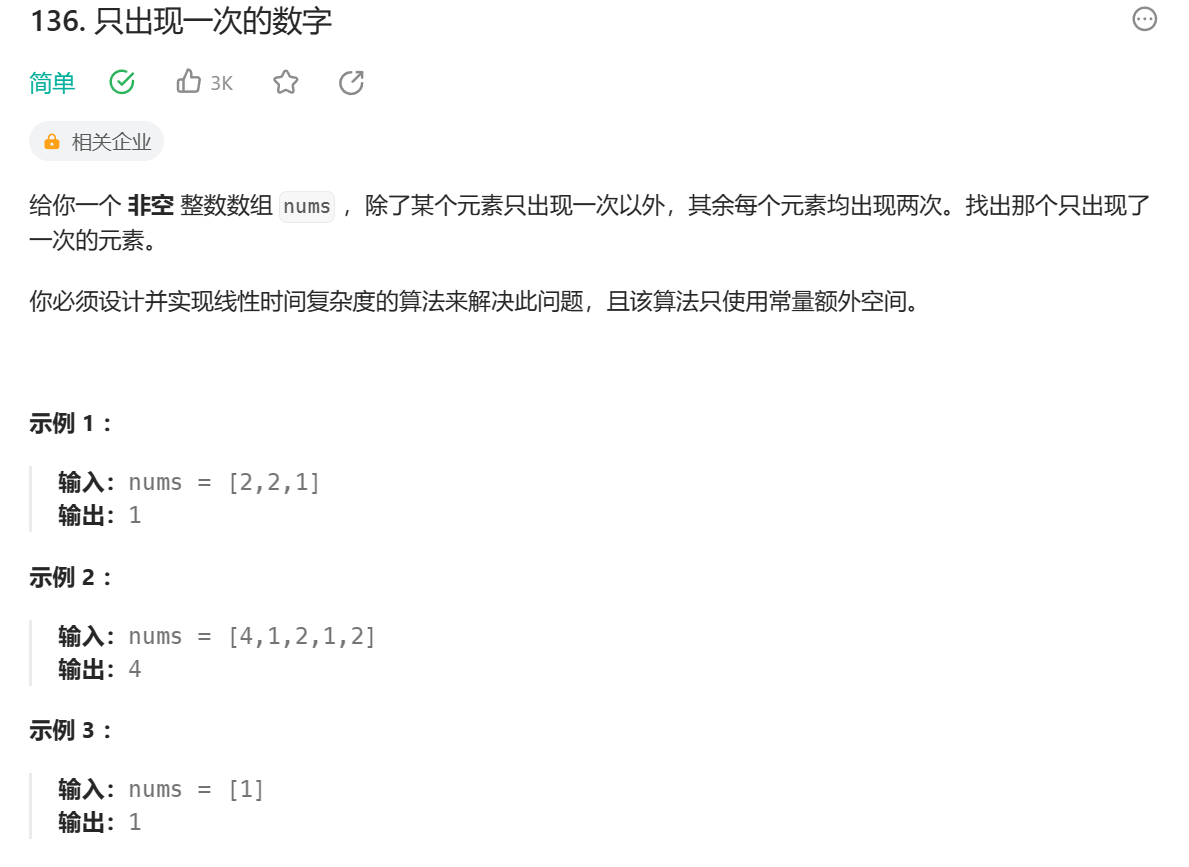 136. 只出现一次的数字
简单 3K
相关企业
给你一个 非空 整数数组 nums ，除了某个元素只出现一次以外，其余每个元素均出现两次。找出那个只出现了
一次的元素。
你必须设计并实现线性时间复杂度的算法来解决此问题，且该算法只使用常量额外空间。
示例 1 ：
输入：nums = [2,2,1]
输出：1
示例 2 ：
输入：nums = [4,1,2,1,2]
输出：4
示例 3 ：
输入：nums = [1]
输出：1